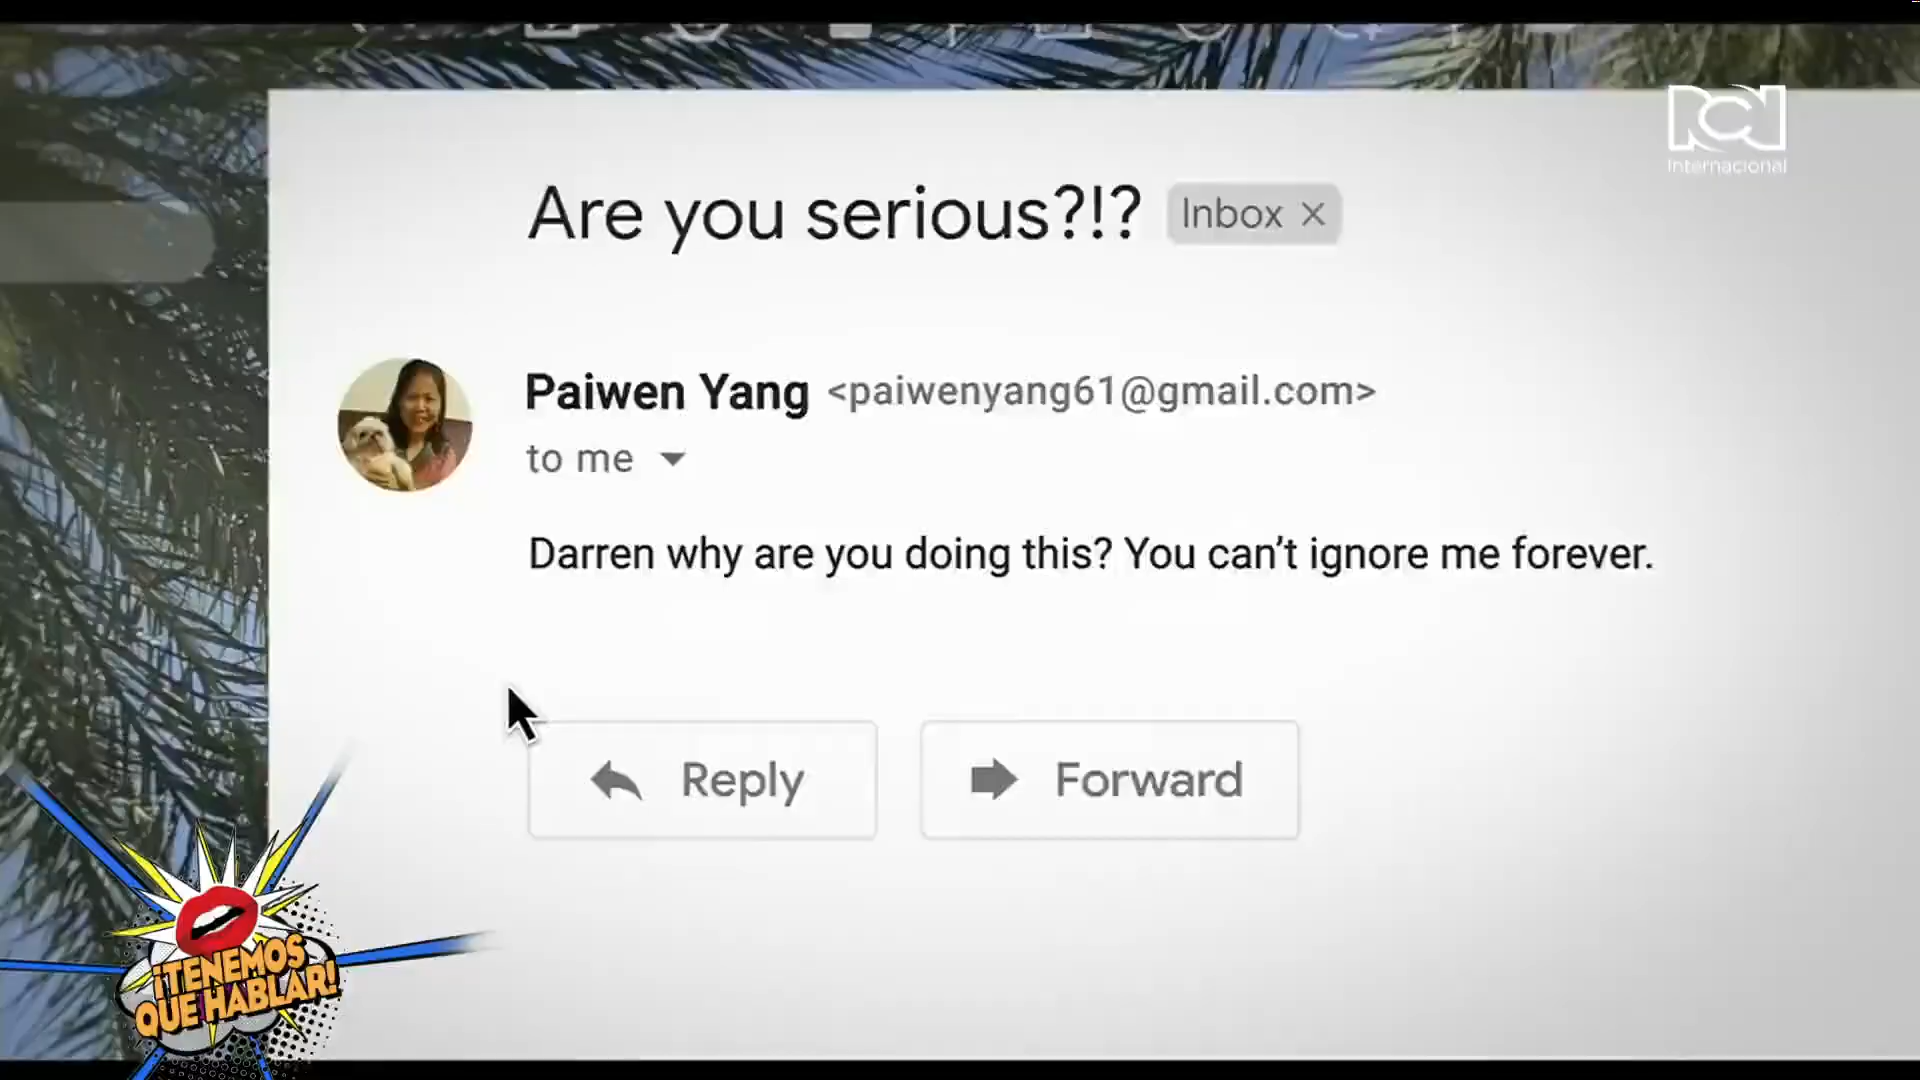 RCN
Internacional
Are you serious?!? Inbox ×
Paiwen Yang <paiwenyang61@gmail.com>
to me
Darren why are you doing this? You can’t ignore me forever.
Reply Forward
¡TENEMOS
QUE HABLAR!